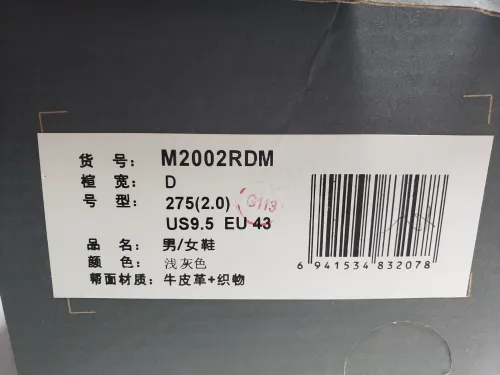 货 号: M2002RDM
楦 宽: D
号 型: 275(2.0)
G113
US9.5 EU 43
品 名: 男/女鞋
颜 色: 浅灰色
帮面材质: 牛皮革+织物
6 941534 832078